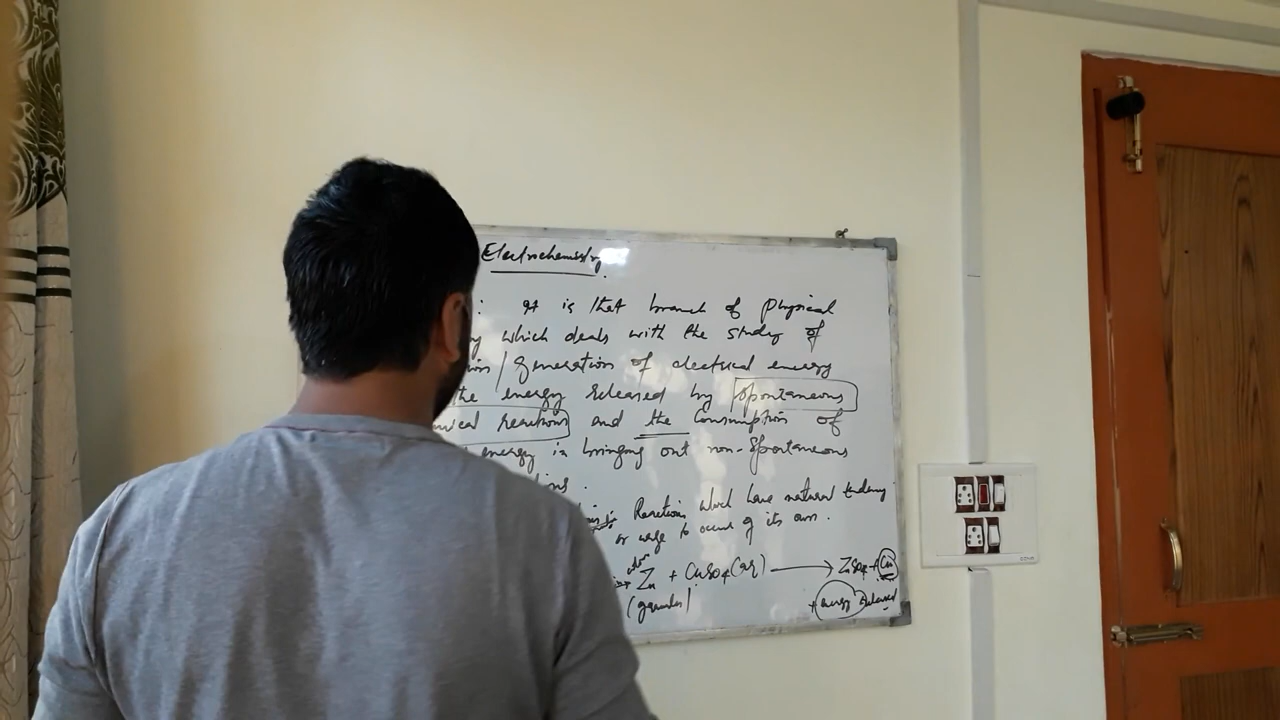 Electrochemistry
: It is that branch of physical
which deals with the study of
/ generation of electrical energy
the energy released by spontaneous
reactions and the consumption of
energy in bringing out non-spontaneous
Reactions which have natural tendency
or urge to occur of its own.
Zn + CuSO4(aq) → ZnSO4 + Cu
(granules) + energy released